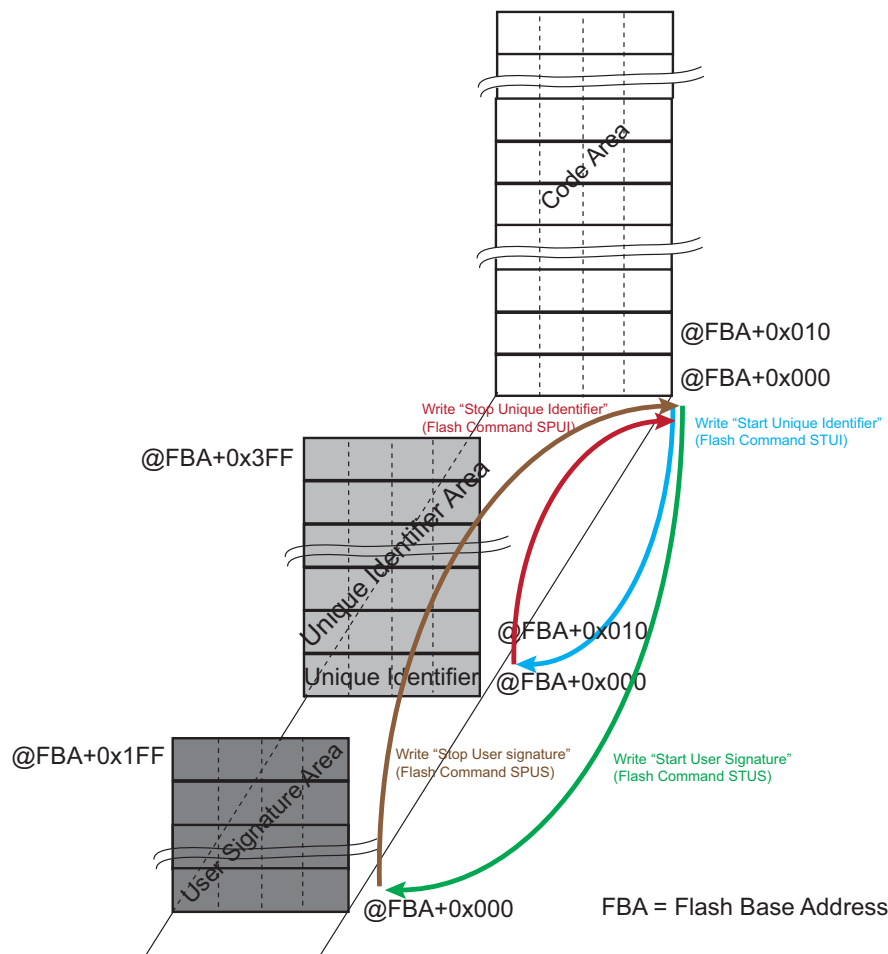 Code Area
@FBA+0x010
@FBA+0x000
Write “Stop Unique Identifier”
(Flash Command SPUI)
Write “Start Unique Identifier”
(Flash Command STUI)
@FBA+0x3FF
Unique Identifier Area
@FBA+0x010
Unique Identifier
@FBA+0x000
@FBA+0x1FF
User Signature Area
Write “Stop User signature”
(Flash Command SPUS)
Write “Start User Signature”
(Flash Command STUS)
@FBA+0x000
FBA = Flash Base Address